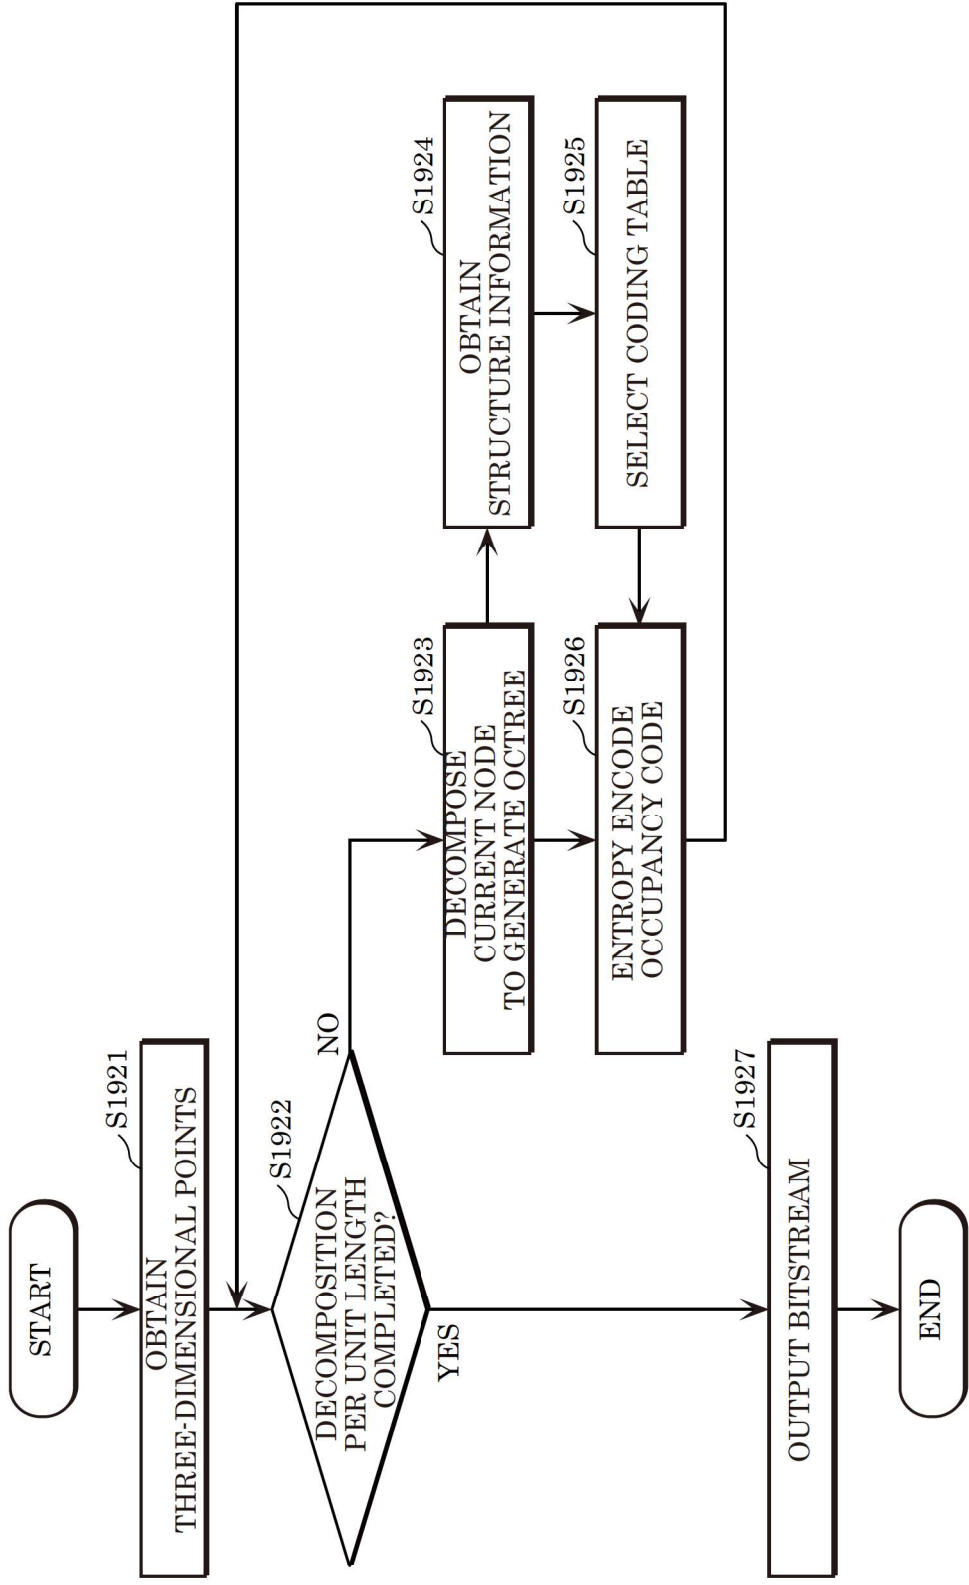 START
S1921
OBTAIN
THREE-DIMENSIONAL POINTS
S1922
DECOMPOSITION
PER UNIT LENGTH
COMPLETED?
NO
YES
S1923
DECOMPOSE
CURRENT NODE
TO GENERATE OCTREE
S1924
OBTAIN
STRUCTURE INFORMATION
S1925
SELECT CODING TABLE
S1926
ENTROPY ENCODE
OCCUPANCY CODE
S1927
OUTPUT BITSTREAM
END